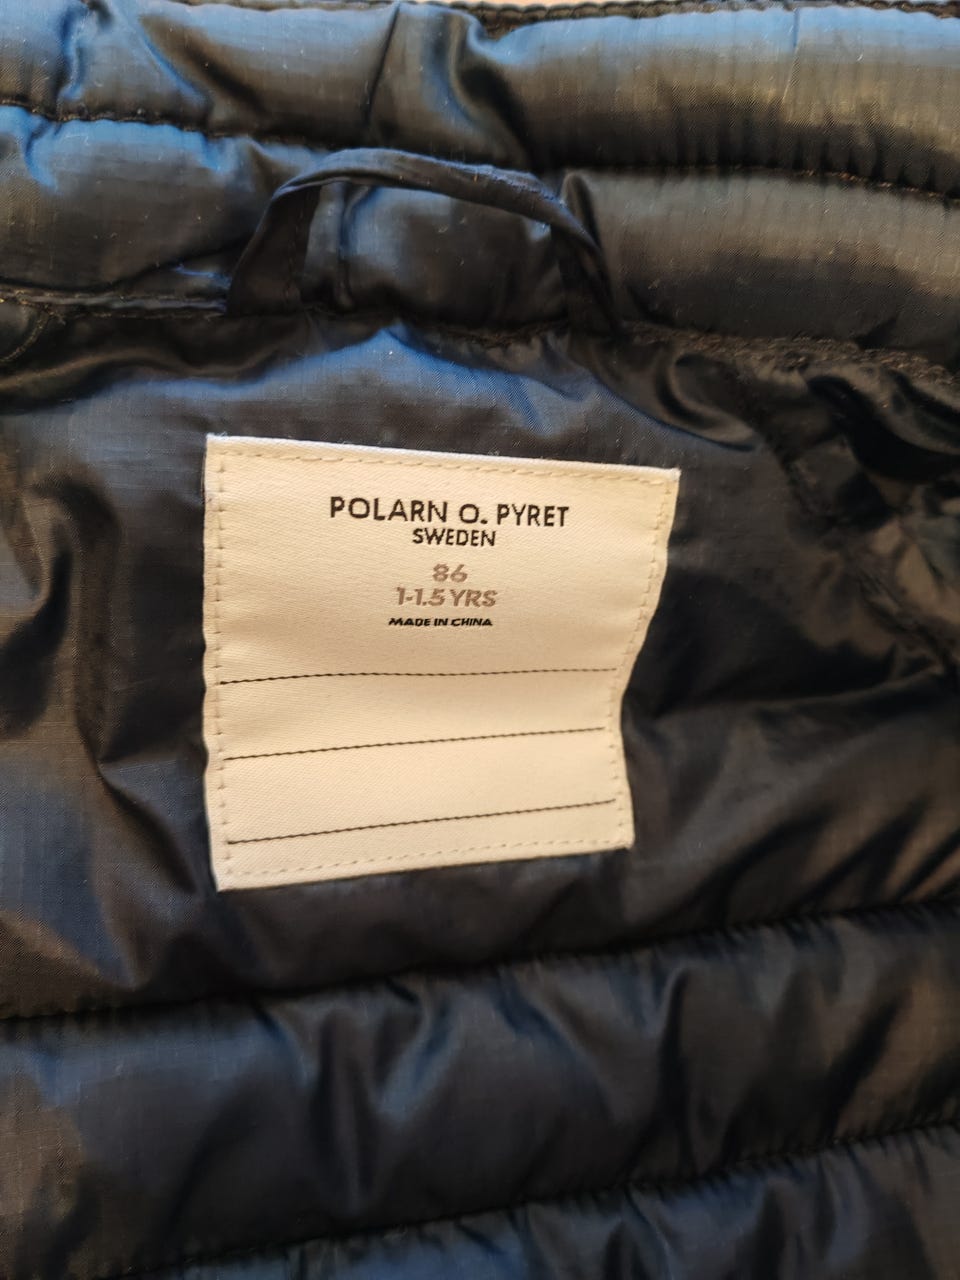 POLARN O. PYRET
SWEDEN
86
1-1.5 YRS
MADE IN CHINA